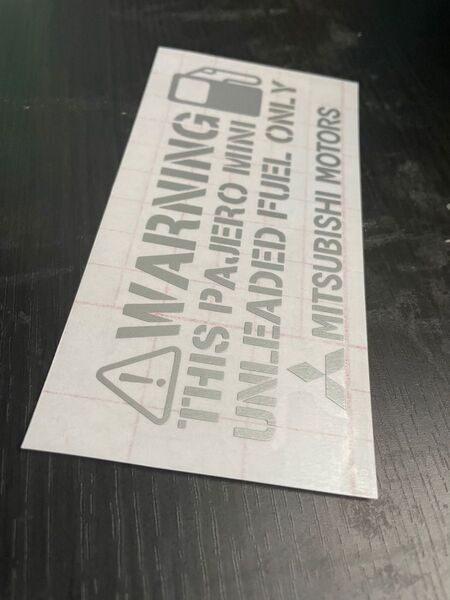 WARNING
THIS PAJERO MINI
UNLEADED FUEL ONLY
MITSUBISHI MOTORS